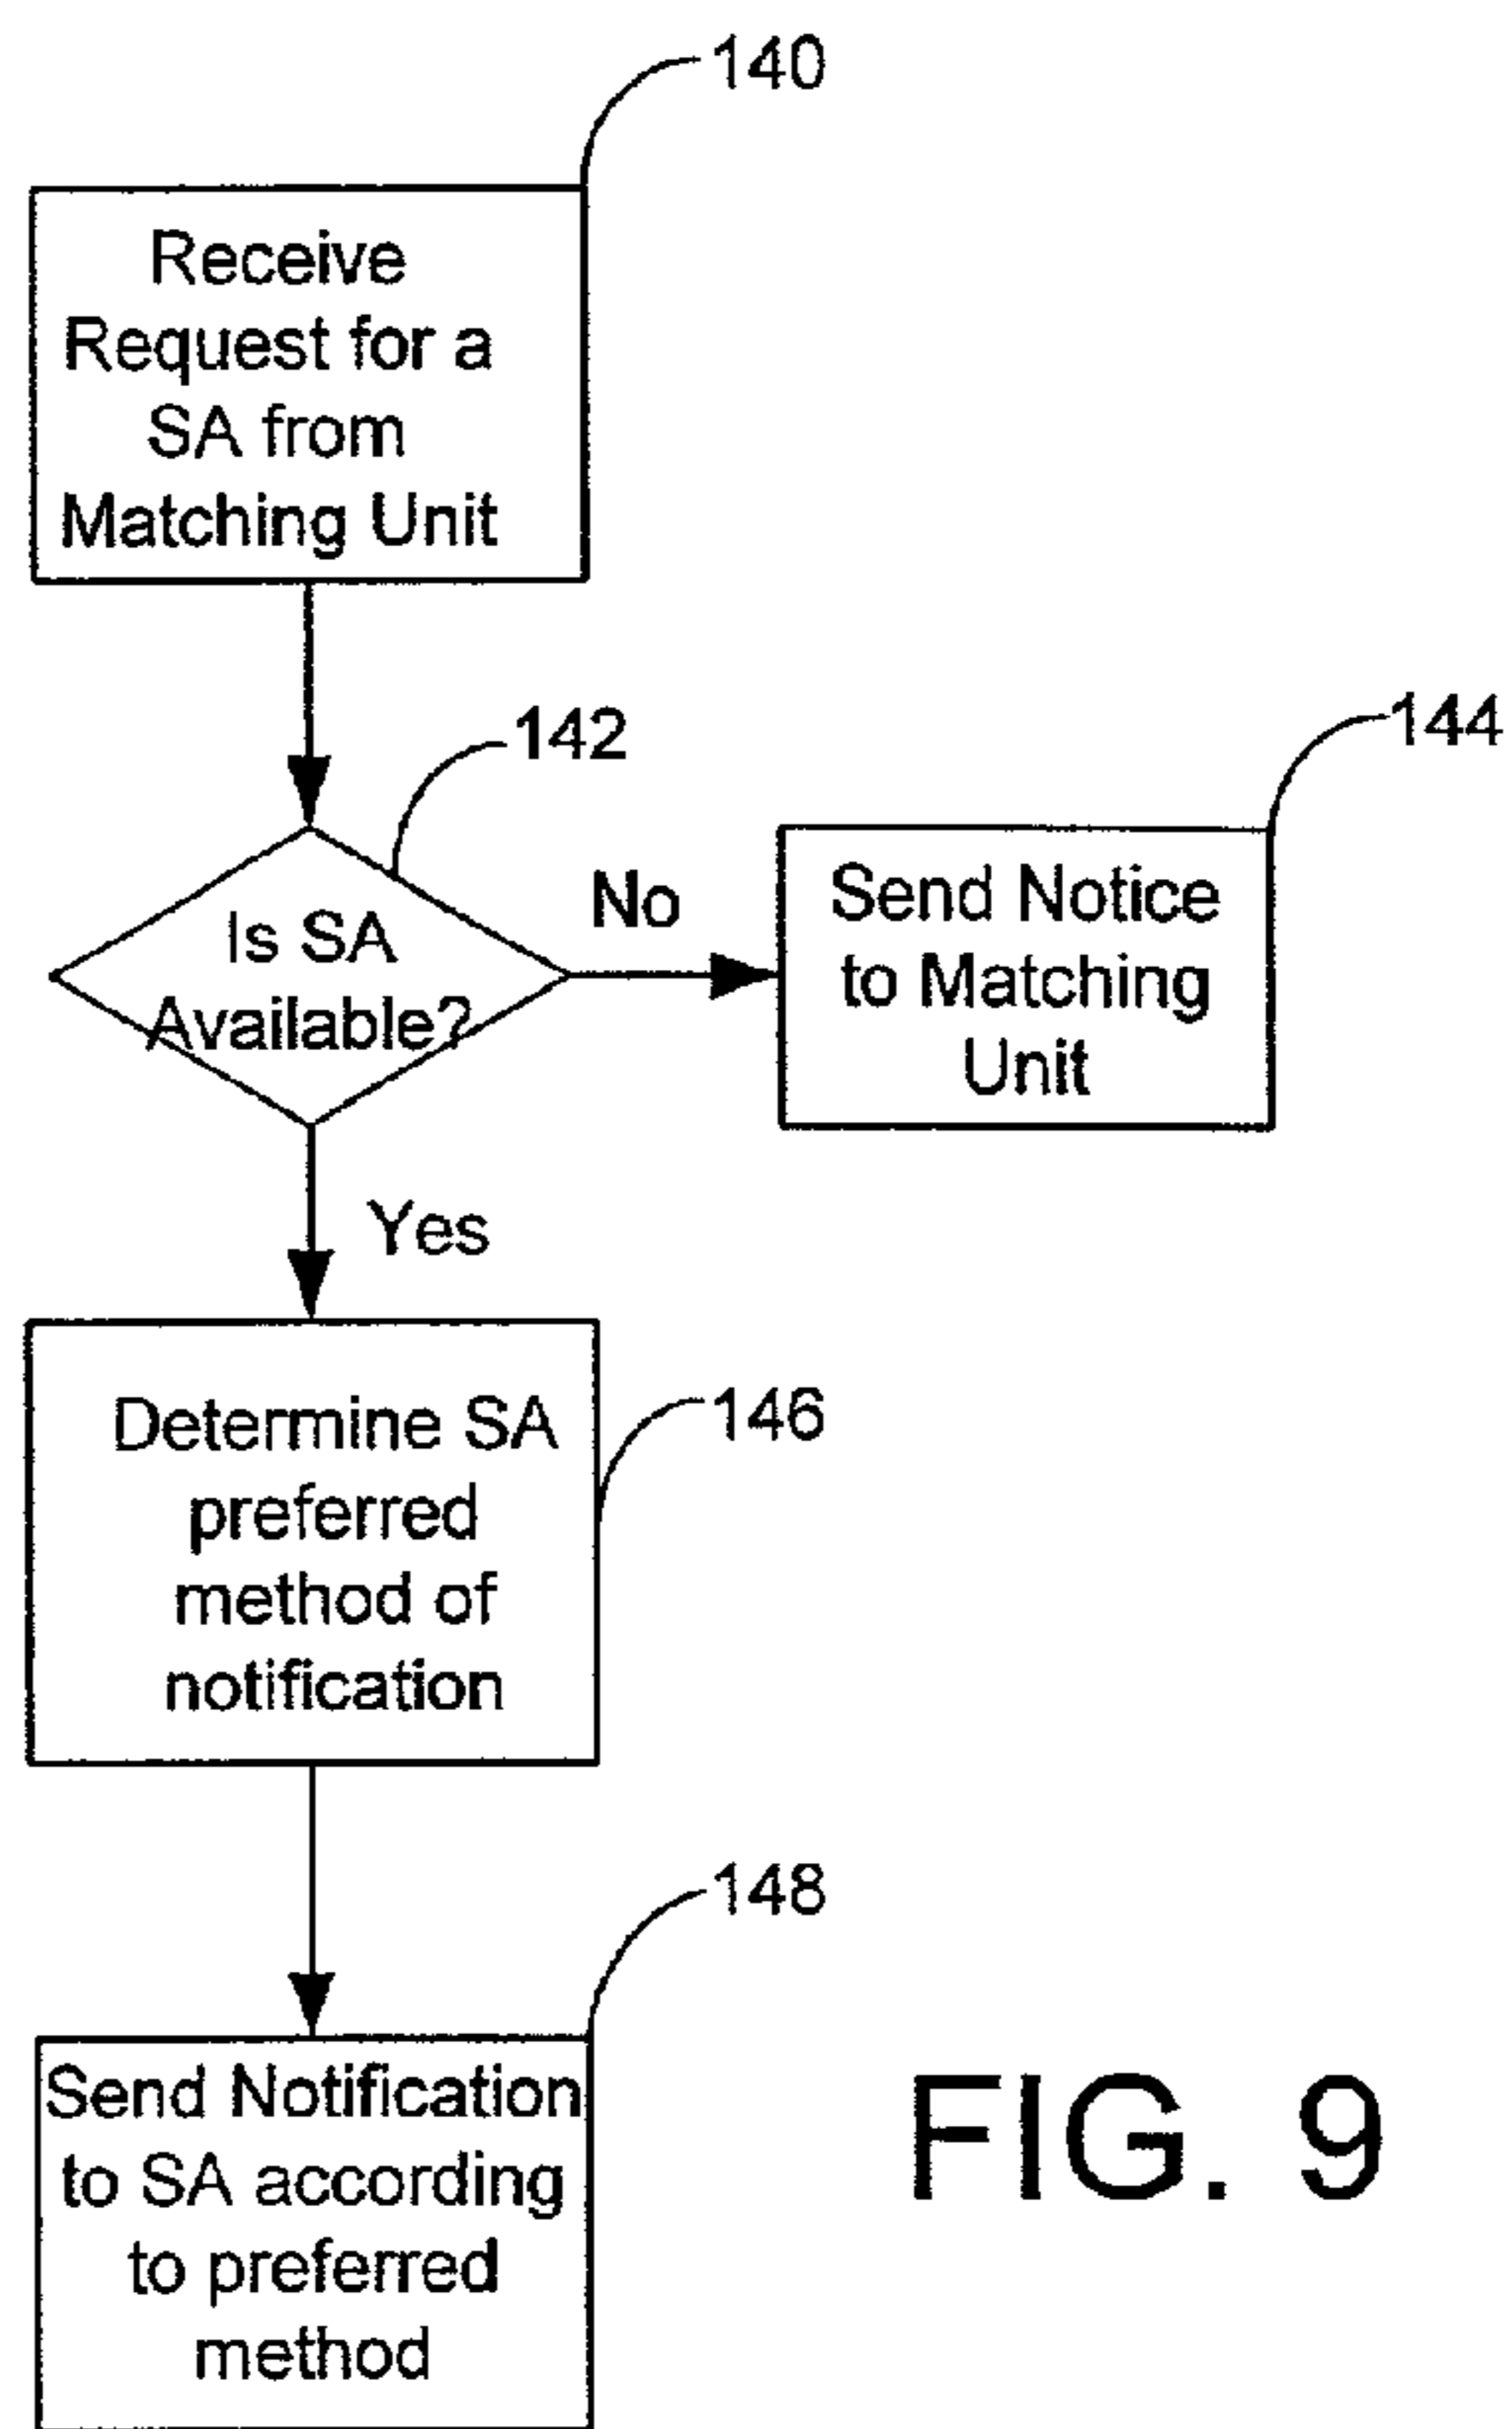 140
Receive
Request for a
SA from
Matching Unit
142
Is SA
Available?
No
144
Send Notice
to Matching
Unit
Yes
146
Determine SA
preferred
method of
notification
148
Send Notification
to SA according
to preferred
method
FIG. 9